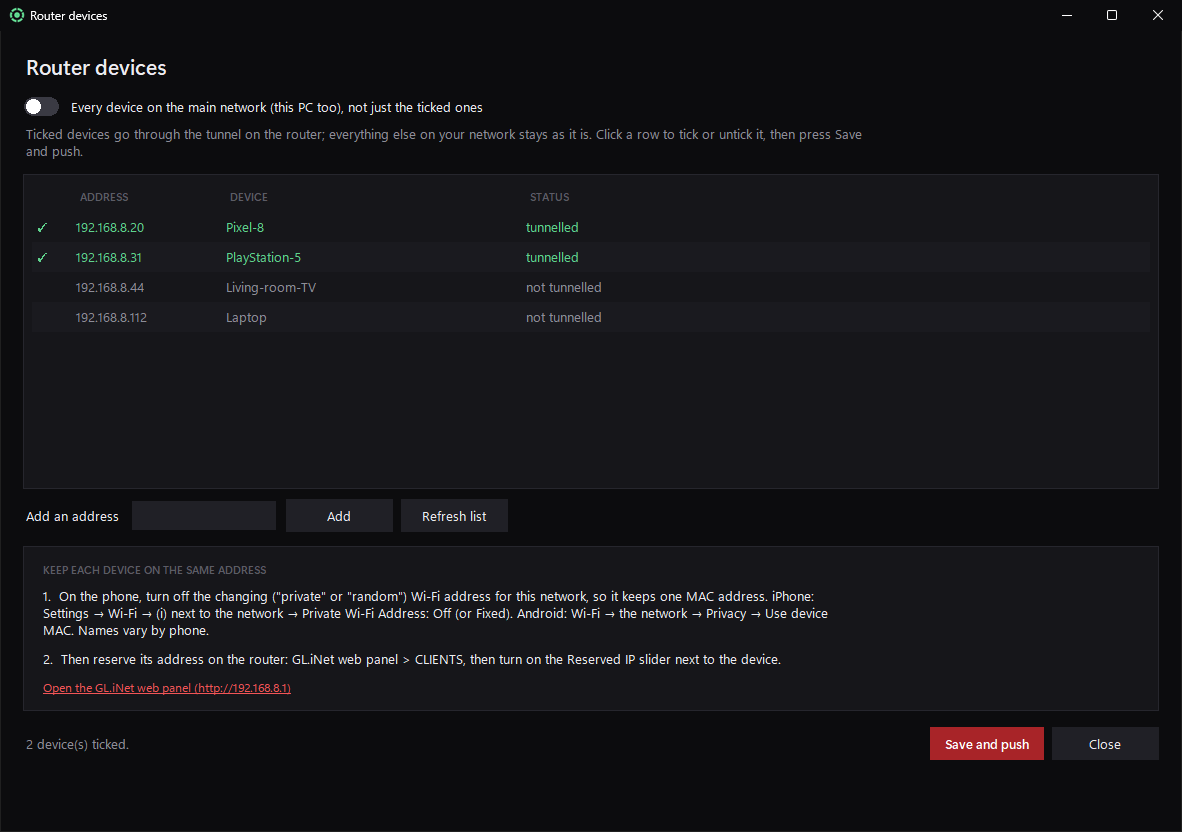 Router devices
Router devices
Every device on the main network (this PC too), not just the ticked ones
Ticked devices go through the tunnel on the router; everything else on your network stays as it is. Click a row to tick or untick it, then press Save
and push.
ADDRESS DEVICE STATUS
✓ 192.168.8.20 Pixel-8 tunnelled
✓ 192.168.8.31 PlayStation-5 tunnelled
192.168.8.44 Living-room-TV not tunnelled
192.168.8.112 Laptop not tunnelled
Add an address Add Refresh list
KEEP EACH DEVICE ON THE SAME ADDRESS
1. On the phone, turn off the changing ("private" or "random") Wi-Fi address for this network, so it keeps one MAC address. iPhone:
Settings → Wi-Fi → (i) next to the network → Private Wi-Fi Address: Off (or Fixed). Android: Wi-Fi → the network → Privacy → Use device
MAC. Names vary by phone.
2. Then reserve its address on the router: GL.iNet web panel > CLIENTS, then turn on the Reserved IP slider next to the device.
Open the GL.iNet web panel (http://192.168.8.1)
2 device(s) ticked. Save and push Close